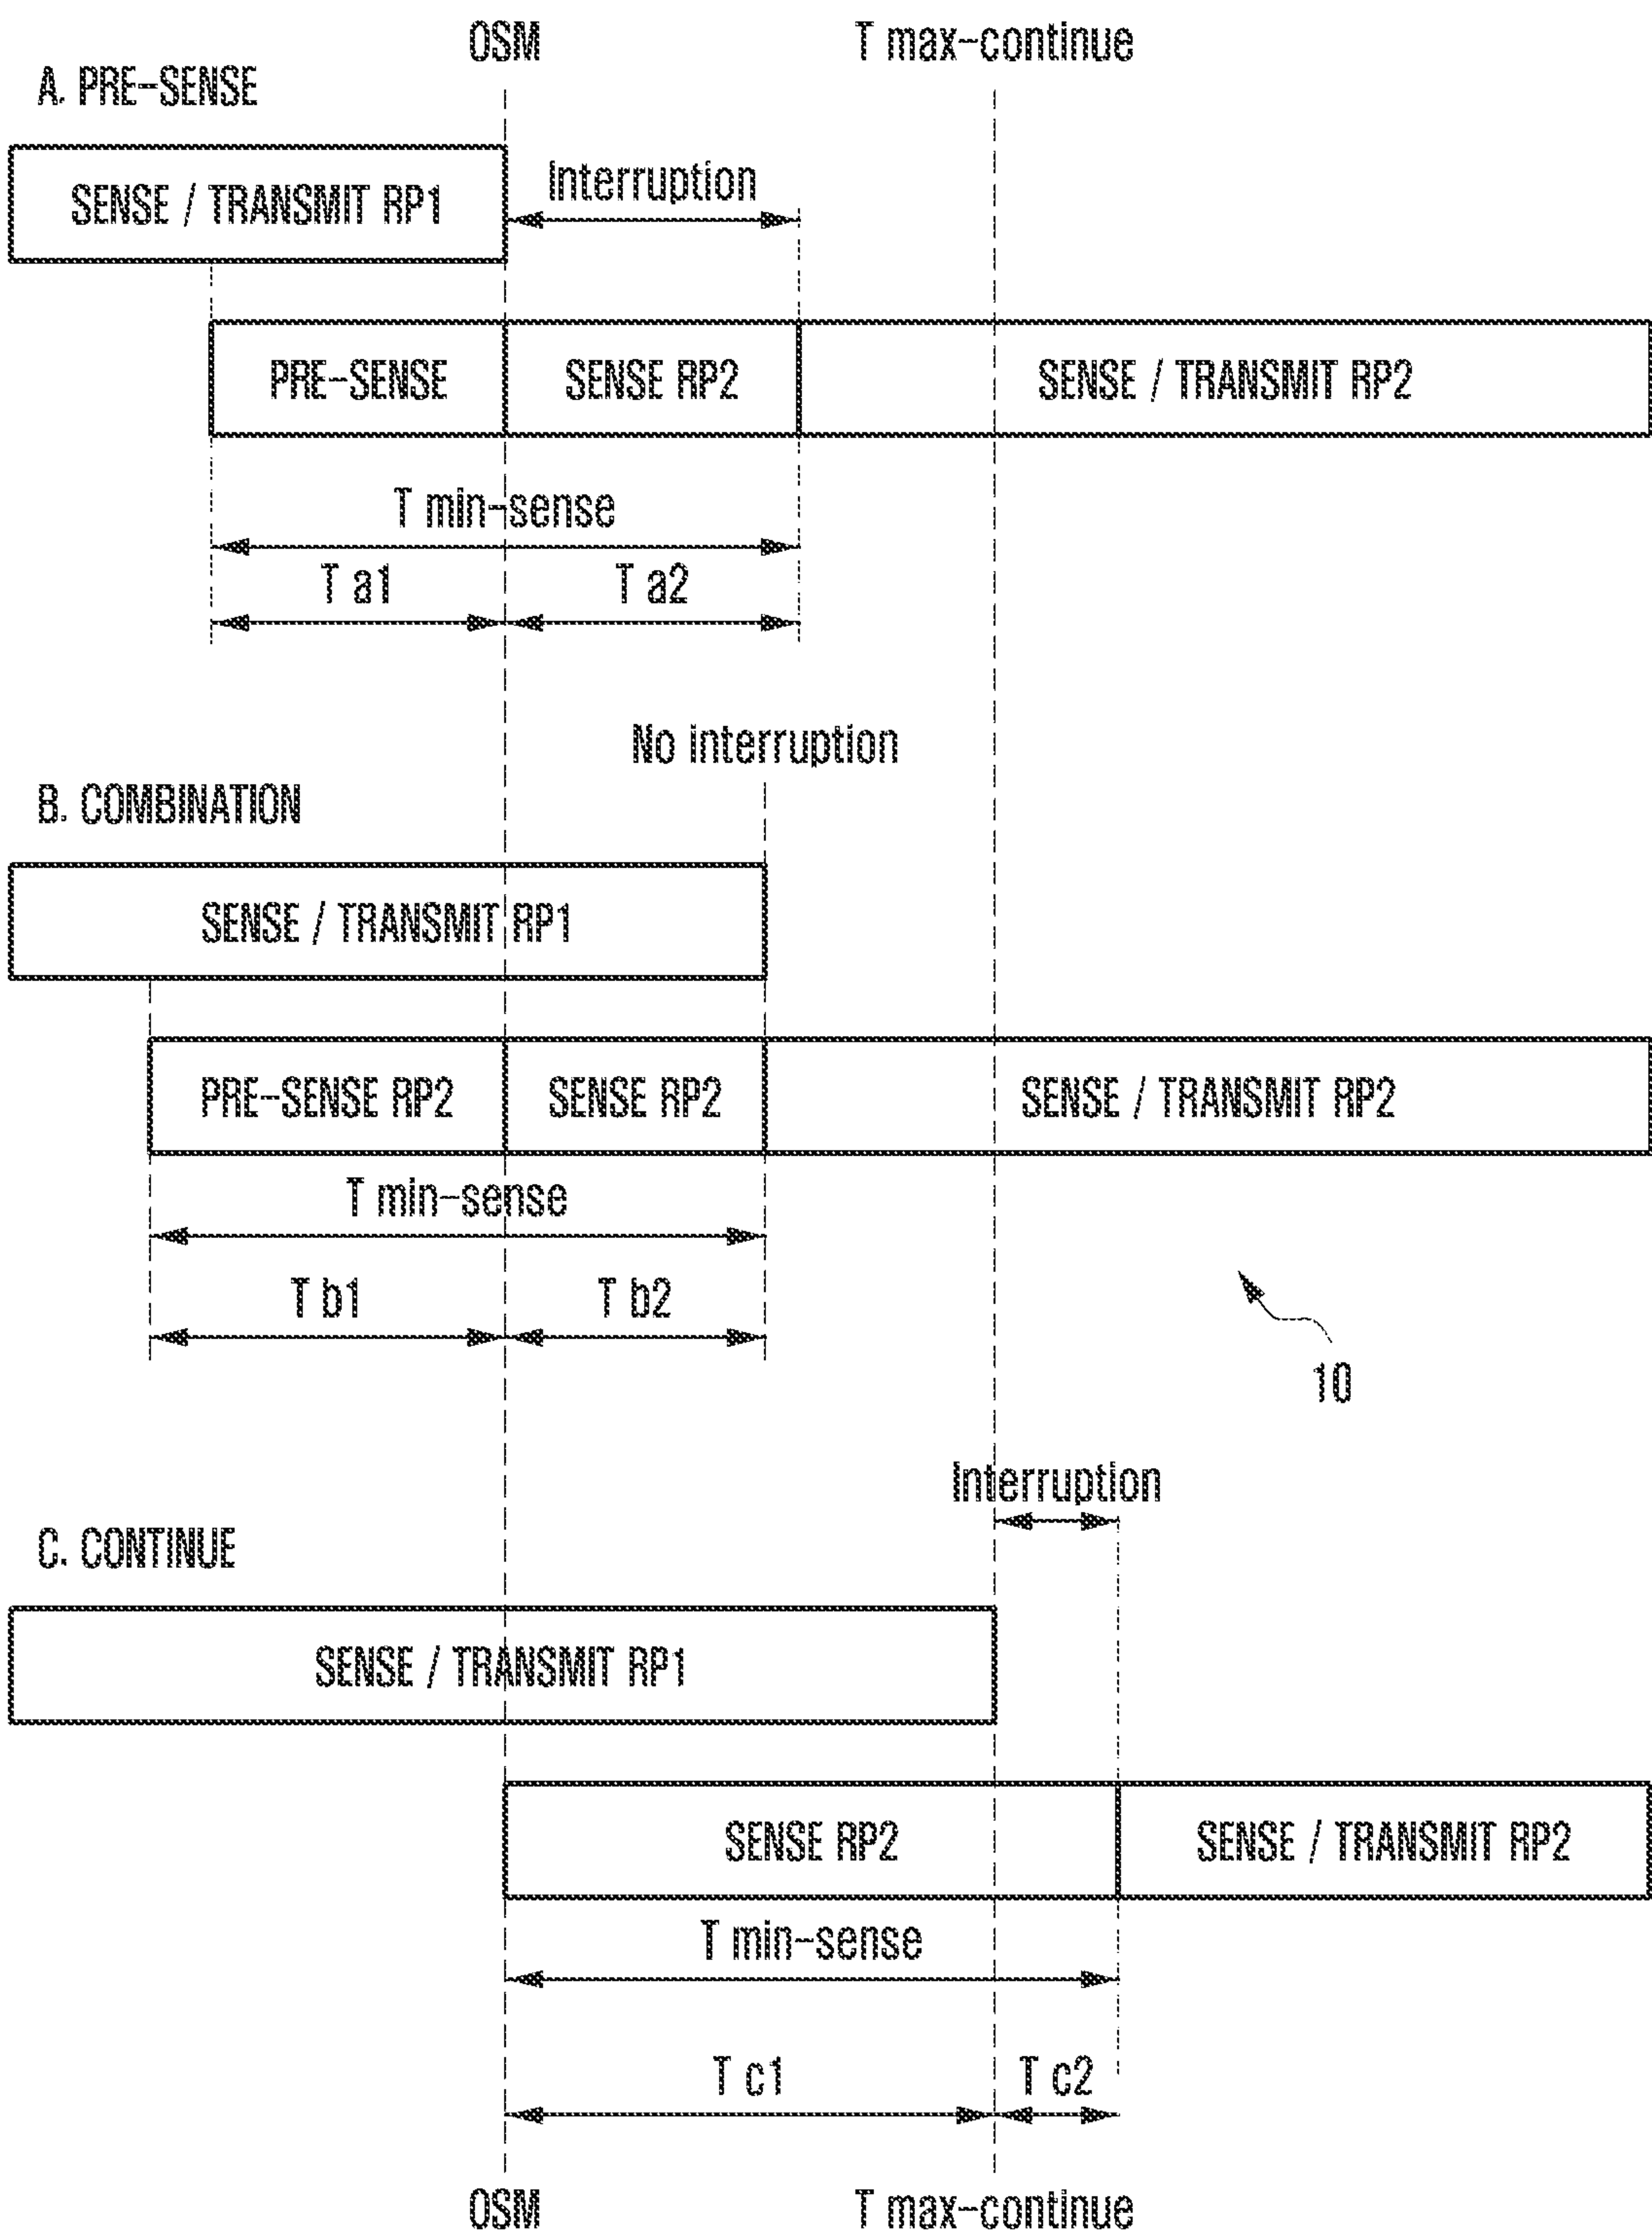 OSM
T max-continue
A. PRE-SENSE
SENSE / TRANSMIT RP1
Interruption
PRE-SENSE
SENSE RP2
SENSE / TRANSMIT RP2
T min-sense
T a1
T a2
No interruption
B. COMBINATION
SENSE / TRANSMIT RP1
PRE-SENSE RP2
SENSE RP2
SENSE / TRANSMIT RP2
T min-sense
T b1
T b2
10
Interruption
C. CONTINUE
SENSE / TRANSMIT RP1
SENSE RP2
SENSE / TRANSMIT RP2
T min-sense
T c1
T c2
OSM
T max-continue